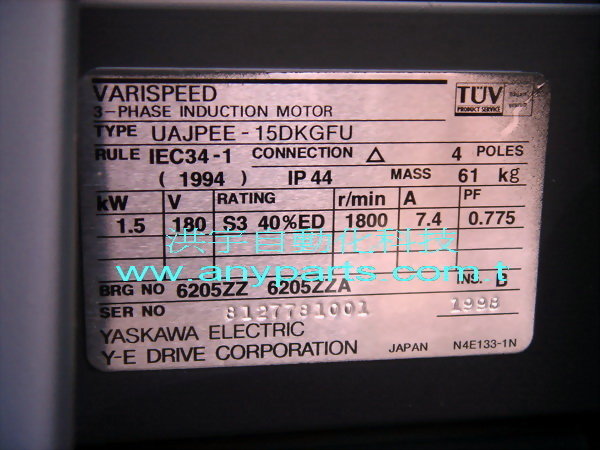 VARISPEED
3-PHASE INDUCTION MOTOR
TÜV
PRODUCT SERVICE
TYPE UAJPEE-15DKGFU
RULE IEC34-1 CONNECTION △ 4 POLES
(1994) IP 44 MASS 61 kg
kW V RATING r/min A PF
1.5 180 S3 40%ED 1800 7.4 0.775
洪宇自動化科技
www.anyparts.com.t
BRG NO 6205ZZ 6205ZZA INS. B
SER NO 8127781001 1998
YASKAWA ELECTRIC
Y-E DRIVE CORPORATION JAPAN N4E133-1N